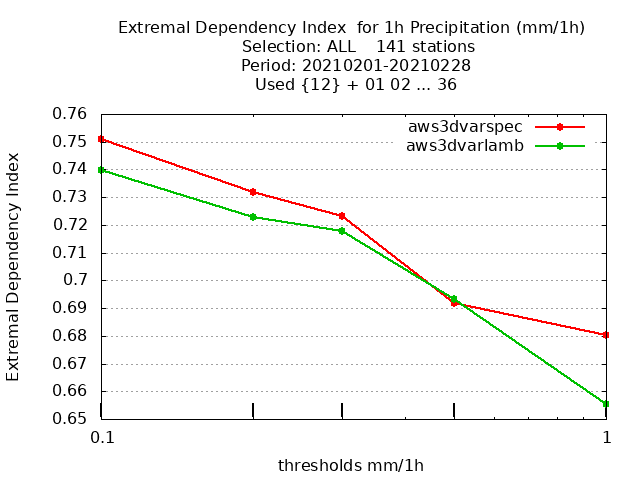 Extremal Dependency Index  for 1h Precipitation (mm/1h)
Selection: ALL    141 stations
Period: 20210201-20210228
Used {12} + 01 02 ... 36
aws3dvarspec
aws3dvarlamb
Extremal Dependency Index
0.76
0.75
0.74
0.73
0.72
0.71
0.7
0.69
0.68
0.67
0.66
0.65
0.1
1
thresholds mm/1h